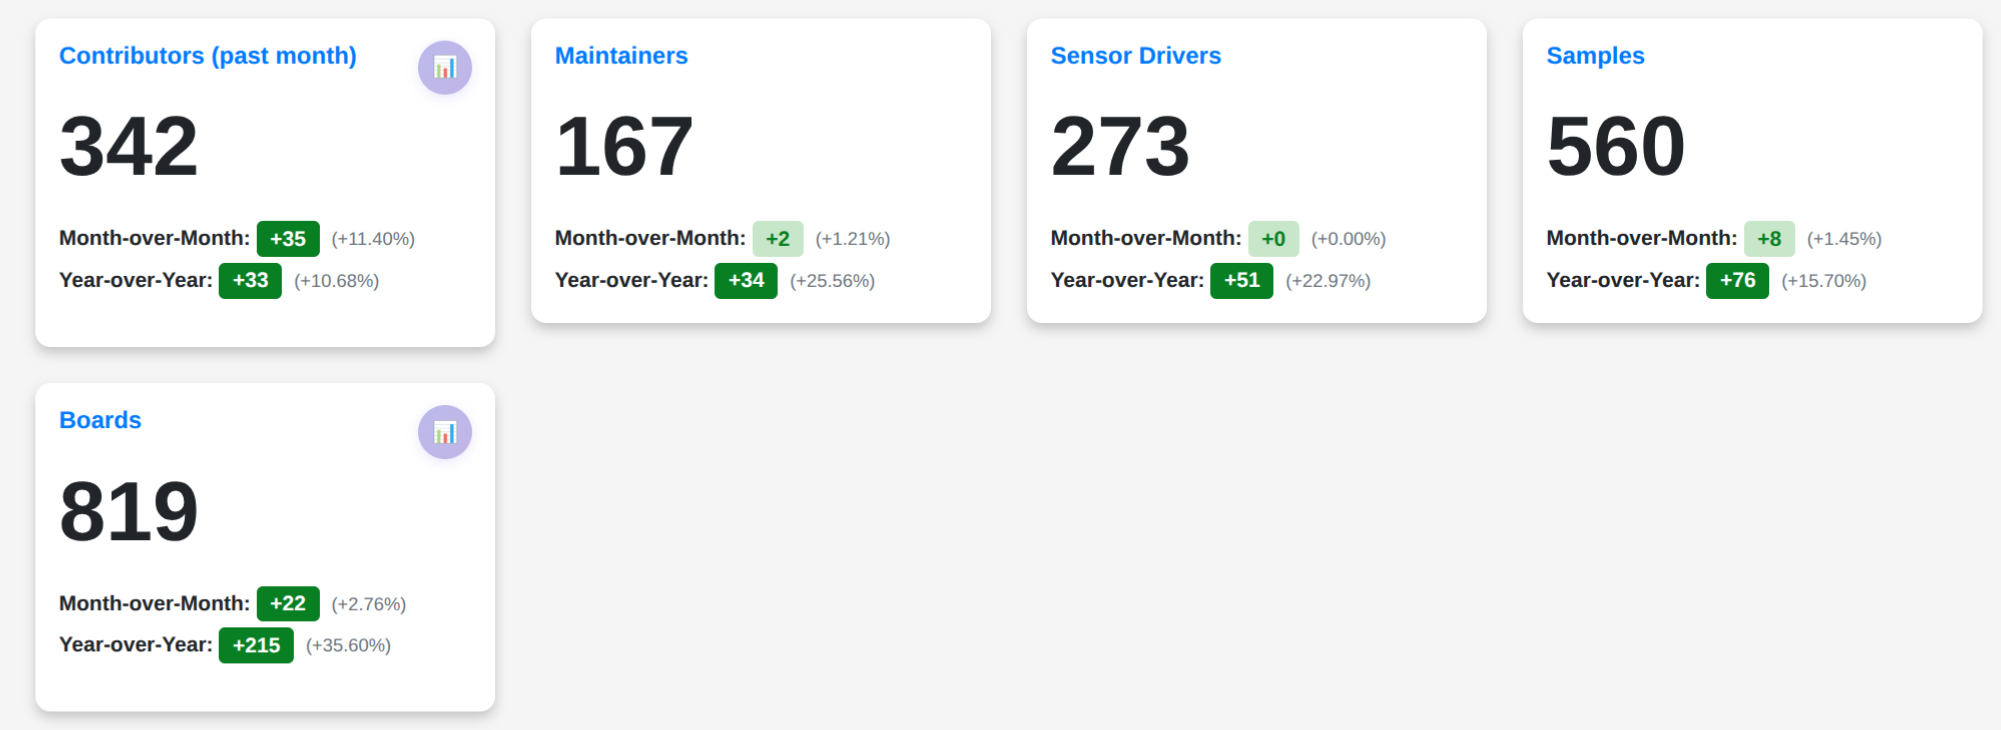 Contributors (past month)
342
Month-over-Month: +35 (+11.40%)
Year-over-Year: +33 (+10.68%)
Maintainers
167
Month-over-Month: +2 (+1.21%)
Year-over-Year: +34 (+25.56%)
Sensor Drivers
273
Month-over-Month: +0 (+0.00%)
Year-over-Year: +51 (+22.97%)
Samples
560
Month-over-Month: +8 (+1.45%)
Year-over-Year: +76 (+15.70%)
Boards
819
Month-over-Month: +22 (+2.76%)
Year-over-Year: +215 (+35.60%)